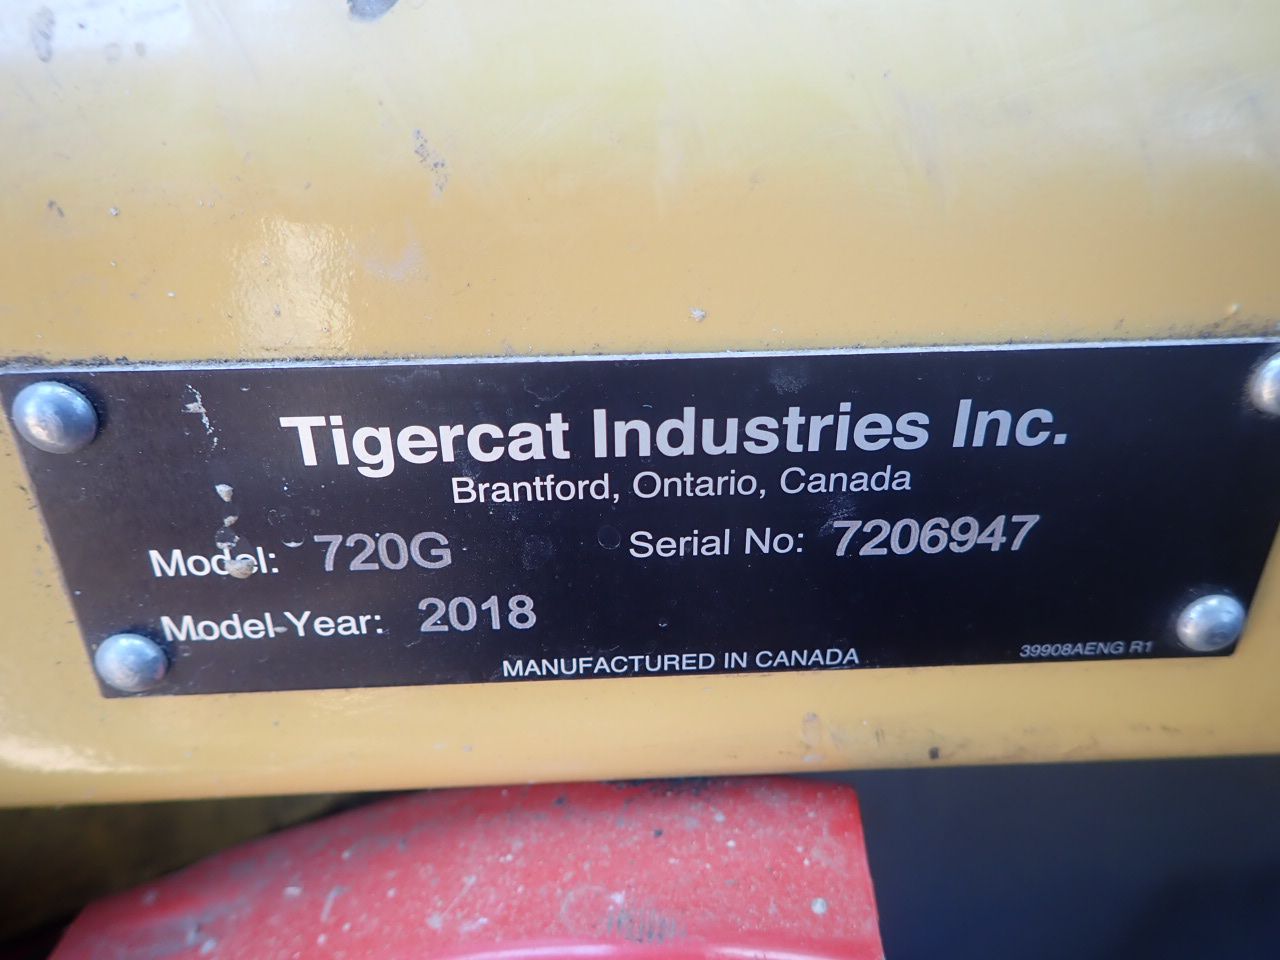 Tigercat Industries Inc.
Brantford, Ontario, Canada
Model: 720G Serial No: 7206947
Model Year: 2018
MANUFACTURED IN CANADA 39908AENG R1